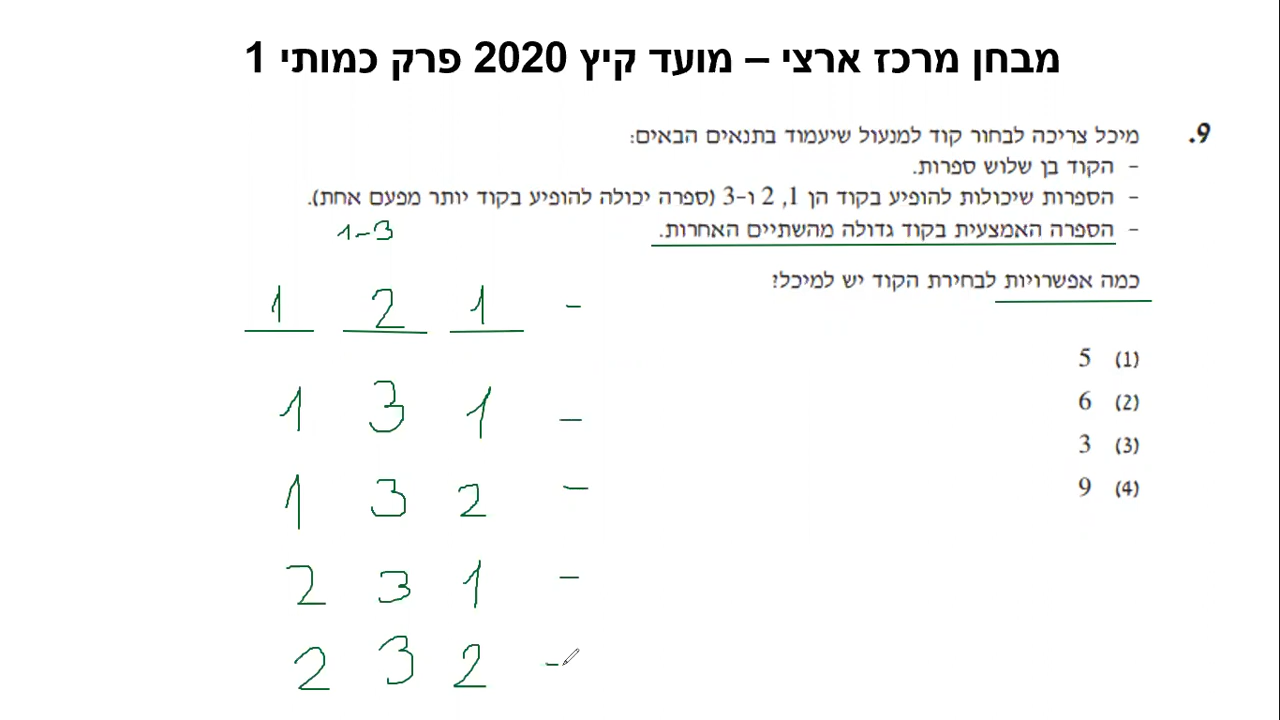 מבחן מרכז ארצי – מועד קיץ 2020 פרק כמותי 1
9. מיכל צריכה לבחור קוד למנעול שיעמוד בתנאים הבאים:
- הקוד בן שלוש ספרות.
- הספרות שיכולות להופיע בקוד הן 1, 2 ו-3 (ספרה יכולה להופיע בקוד יותר מפעם אחת).
- הספרה האמצעית בקוד גדולה מהשתיים האחרות.
כמה אפשרויות לבחירת הקוד יש למיכל?
(1) 5
(2) 6
(3) 3
(4) 9
1-3
1 2 1 -
1 3 1 -
1 3 2 -
2 3 1 -
2 3 2 -